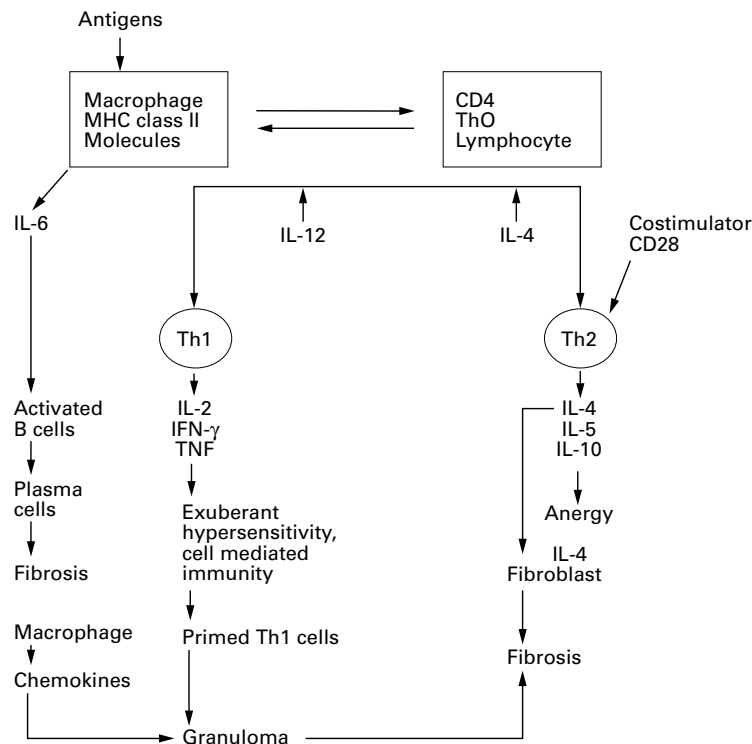 Antigens
Macrophage
MHC class II
Molecules
CD4
ThO
Lymphocyte
IL-6
IL-12
IL-4
Costimulator
CD28
Th1
Th2
Activated
B cells
IL-2
IFN-γ
TNF
IL-4
IL-5
IL-10
Plasma
cells
Exuberant
hypersensitivity,
cell mediated
immunity
Anergy
Fibrosis
IL-4
Fibroblast
Macrophage
Primed Th1 cells
Fibrosis
Chemokines
Granuloma